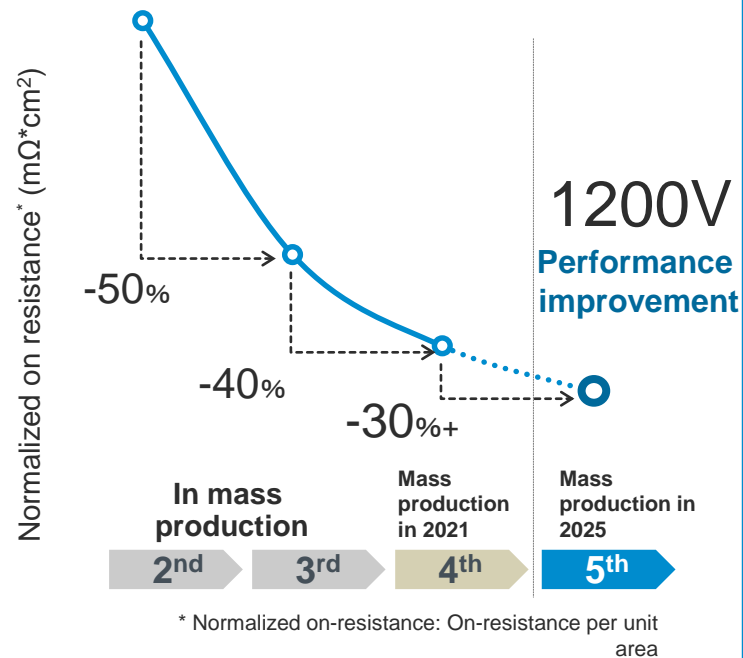 Normalized on resistance* (mΩ*cm²)
1200V
Performance
improvement
-50%
-40%
-30%+
In mass
production
Mass
production
in 2021
Mass
production in
2025
2nd
3rd
4th
5th
* Normalized on-resistance: On-resistance per unit
area